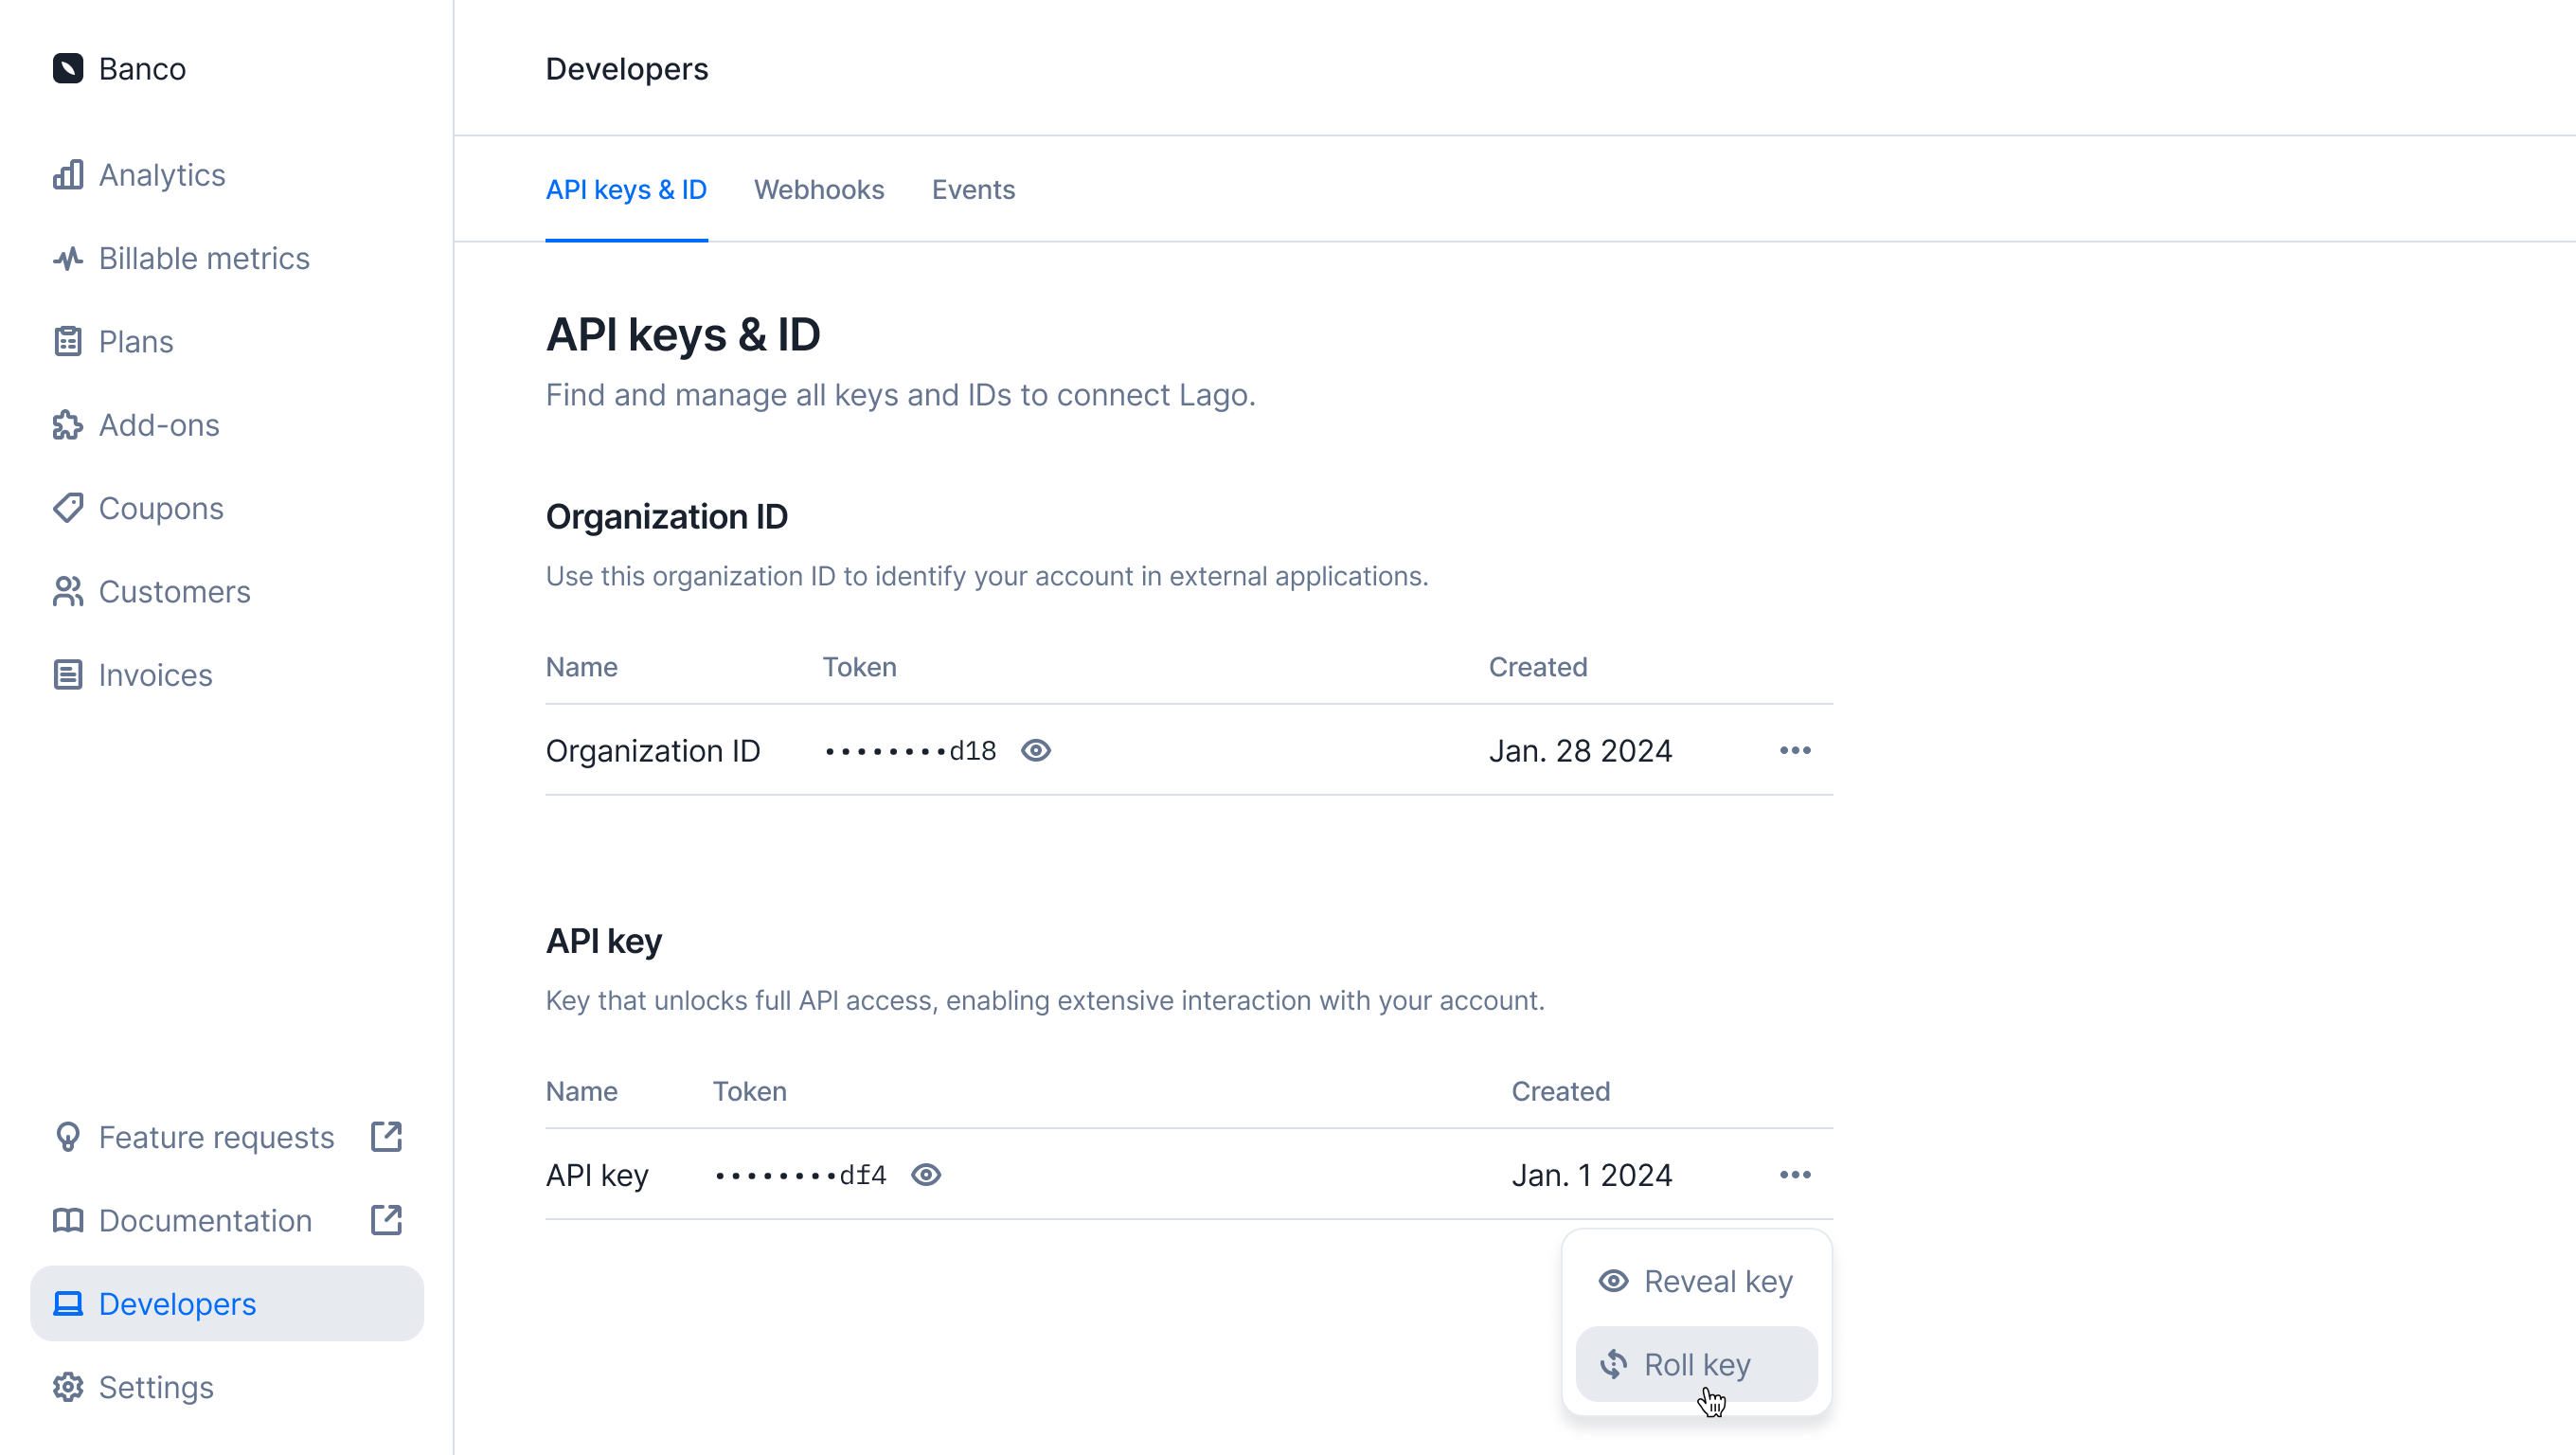 Banco
Analytics
Billable metrics
Plans
Add-ons
Coupons
Customers
Invoices
Feature requests
Documentation
Developers
Settings
Developers
API keys & ID Webhooks Events
API keys & ID
Find and manage all keys and IDs to connect Lago.
Organization ID
Use this organization ID to identify your account in external applications.
Name Token Created
Organization ID ••••••••d18 Jan. 28 2024
API key
Key that unlocks full API access, enabling extensive interaction with your account.
Name Token Created
API key ••••••••df4 Jan. 1 2024
Reveal key
Roll key